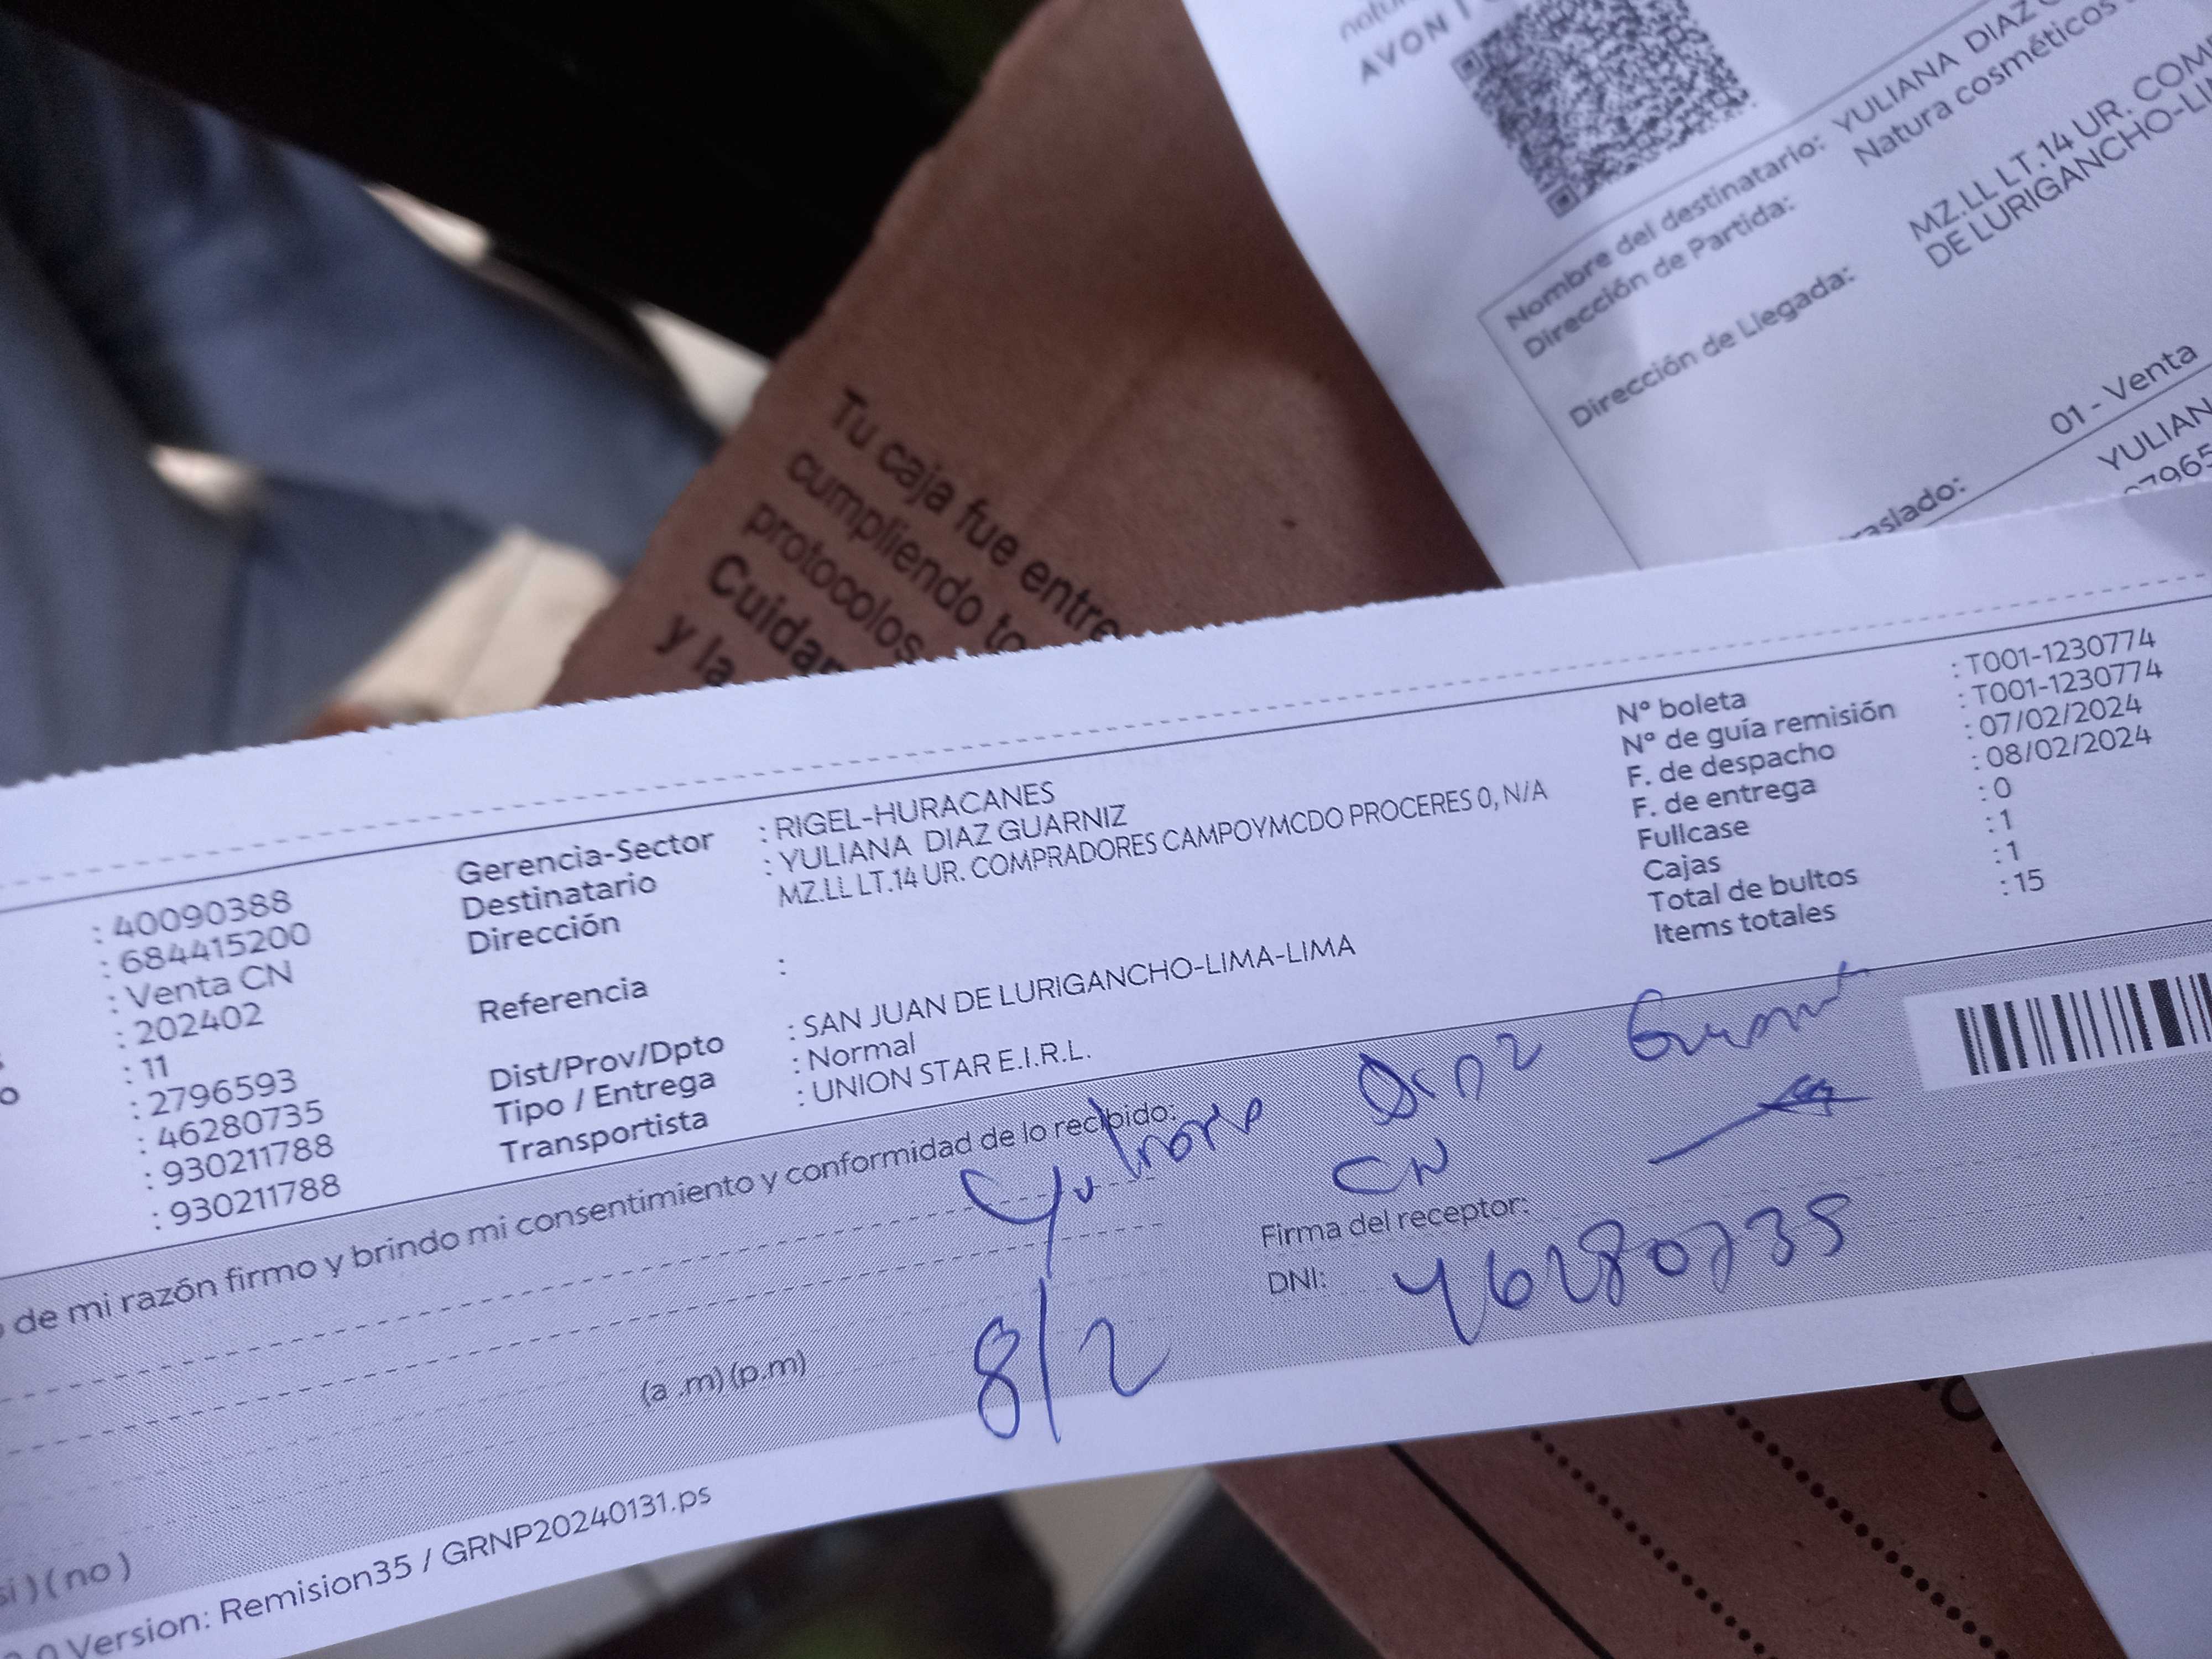 AVON
Nombre del destinatario: YULIANA DIAZ
Dirección de Partida: Natura cosméticos
Dirección de Llegada: MZ.LL LT.14 UR. COM
DE LURIGANCHO-LI
aslado: 01 - Venta
YULIAN
Tu caja fue entre
cumpliendo to
protocolos
Cuidar
y la
: 40090388
: 684415200
: Venta CN
: 202402
: 11
: 2796593
: 46280735
: 930211788
: 930211788
Gerencia-Sector : RIGEL-HURACANES
Destinatario : YULIANA DIAZ GUARNIZ
Dirección MZ.LL LT.14 UR. COMPRADORES CAMPOYMCDO PROCERES 0, N/A
Referencia :
Dist/Prov/Dpto : SAN JUAN DE LURIGANCHO-LIMA-LIMA
Tipo / Entrega : Normal
Transportista : UNION STAR E.I.R.L.
N° boleta : T001-1230774
N° de guía remisión : T001-1230774
F. de despacho : 07/02/2024
F. de entrega : 08/02/2024
Fullcase : 0
Cajas : 1
Total de bultos : 1
Items totales : 15
de mi razón firmo y brindo mi consentimiento y conformidad de lo recibido: Yuliana Diaz
CN
Firma del receptor:
DNI: 46280735
(a .m) (p.m) 8/2
si ) ( no )
Version: Remision35 / GRNP20240131.ps